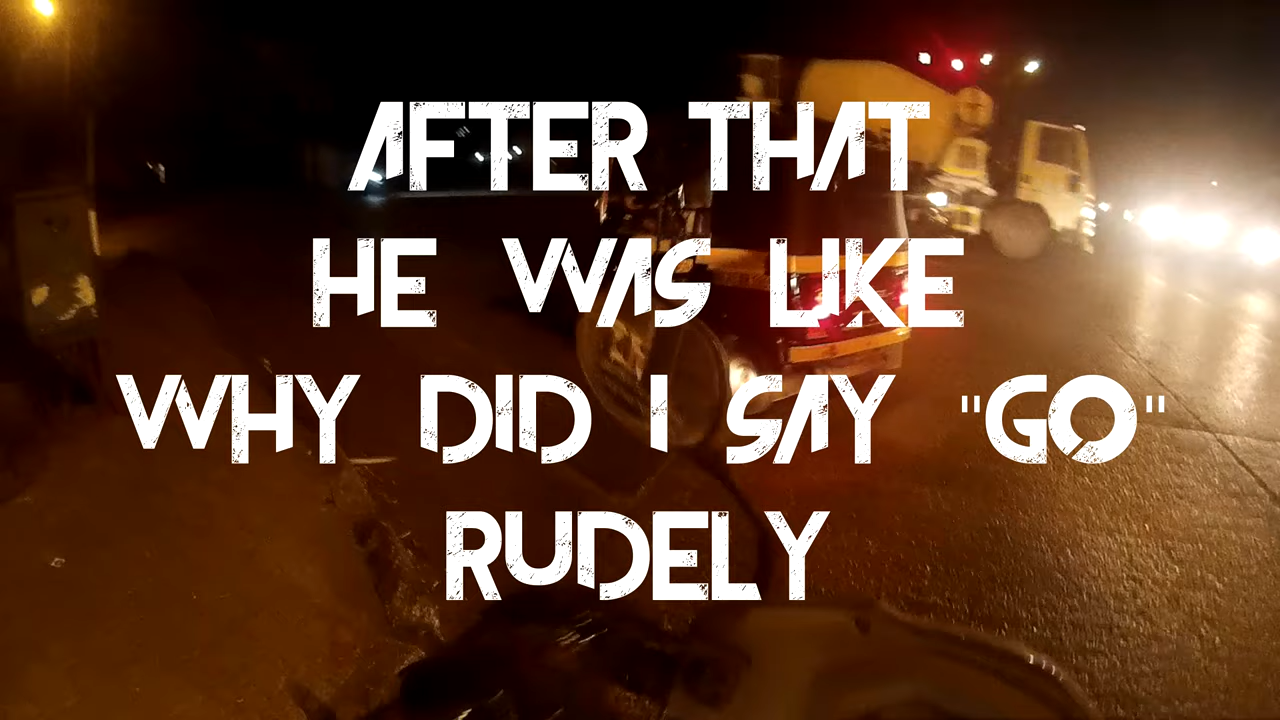 AFTER THAT
HE WAS LIKE
WHY DID I SAY "GO"
RUDELY